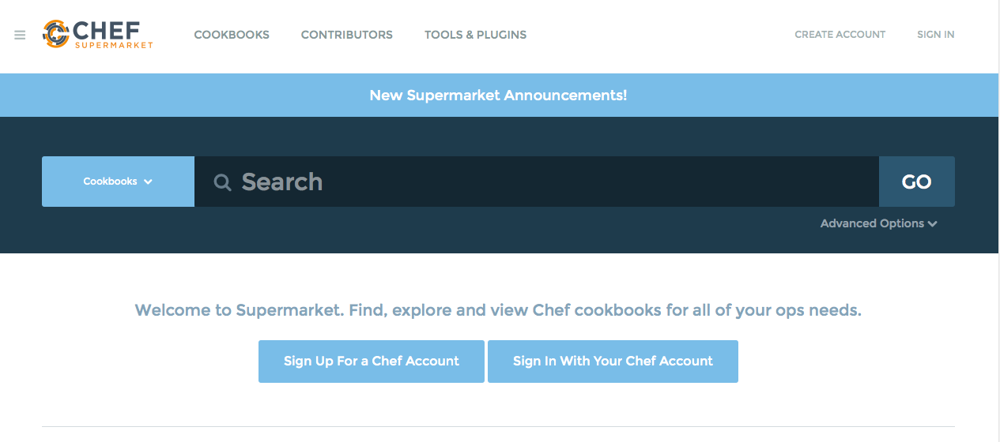 CHEF
SUPERMARKET
COOKBOOKS
CONTRIBUTORS
TOOLS & PLUGINS
CREATE ACCOUNT
SIGN IN
New Supermarket Announcements!
Cookbooks
Search
GO
Advanced Options
Welcome to Supermarket. Find, explore and view Chef cookbooks for all of your ops needs.
Sign Up For a Chef Account
Sign In With Your Chef Account